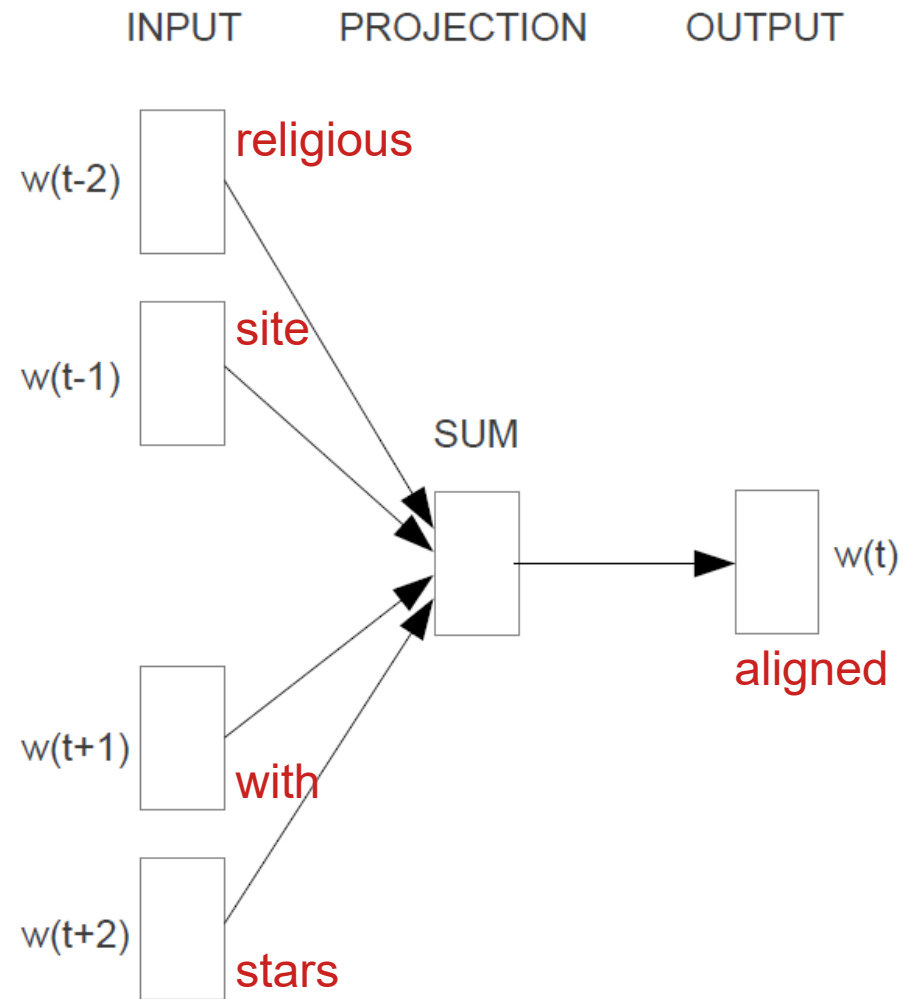 INPUT PROJECTION OUTPUT
religious
w(t-2)
site
w(t-1)
SUM
w(t)
aligned
w(t+1)
with
w(t+2)
stars